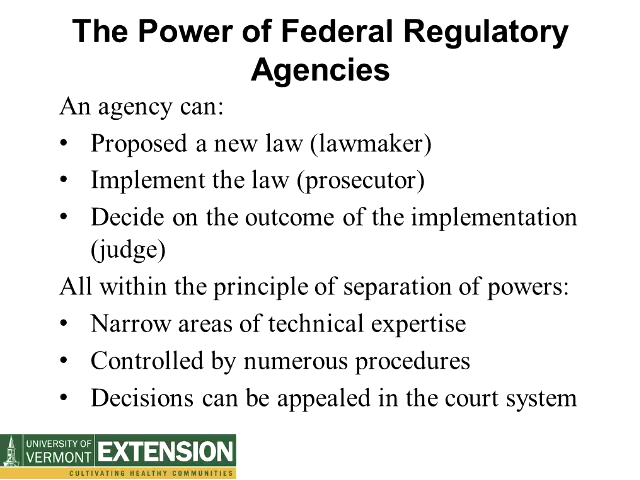 The Power of Federal Regulatory
Agencies
An agency can:
• Proposed a new law (lawmaker)
• Implement the law (prosecutor)
• Decide on the outcome of the implementation
(judge)
All within the principle of separation of powers:
• Narrow areas of technical expertise
• Controlled by numerous procedures
• Decisions can be appealed in the court system
UNIVERSITY OF
VERMONT EXTENSION
CULTIVATING HEALTHY COMMUNITIES